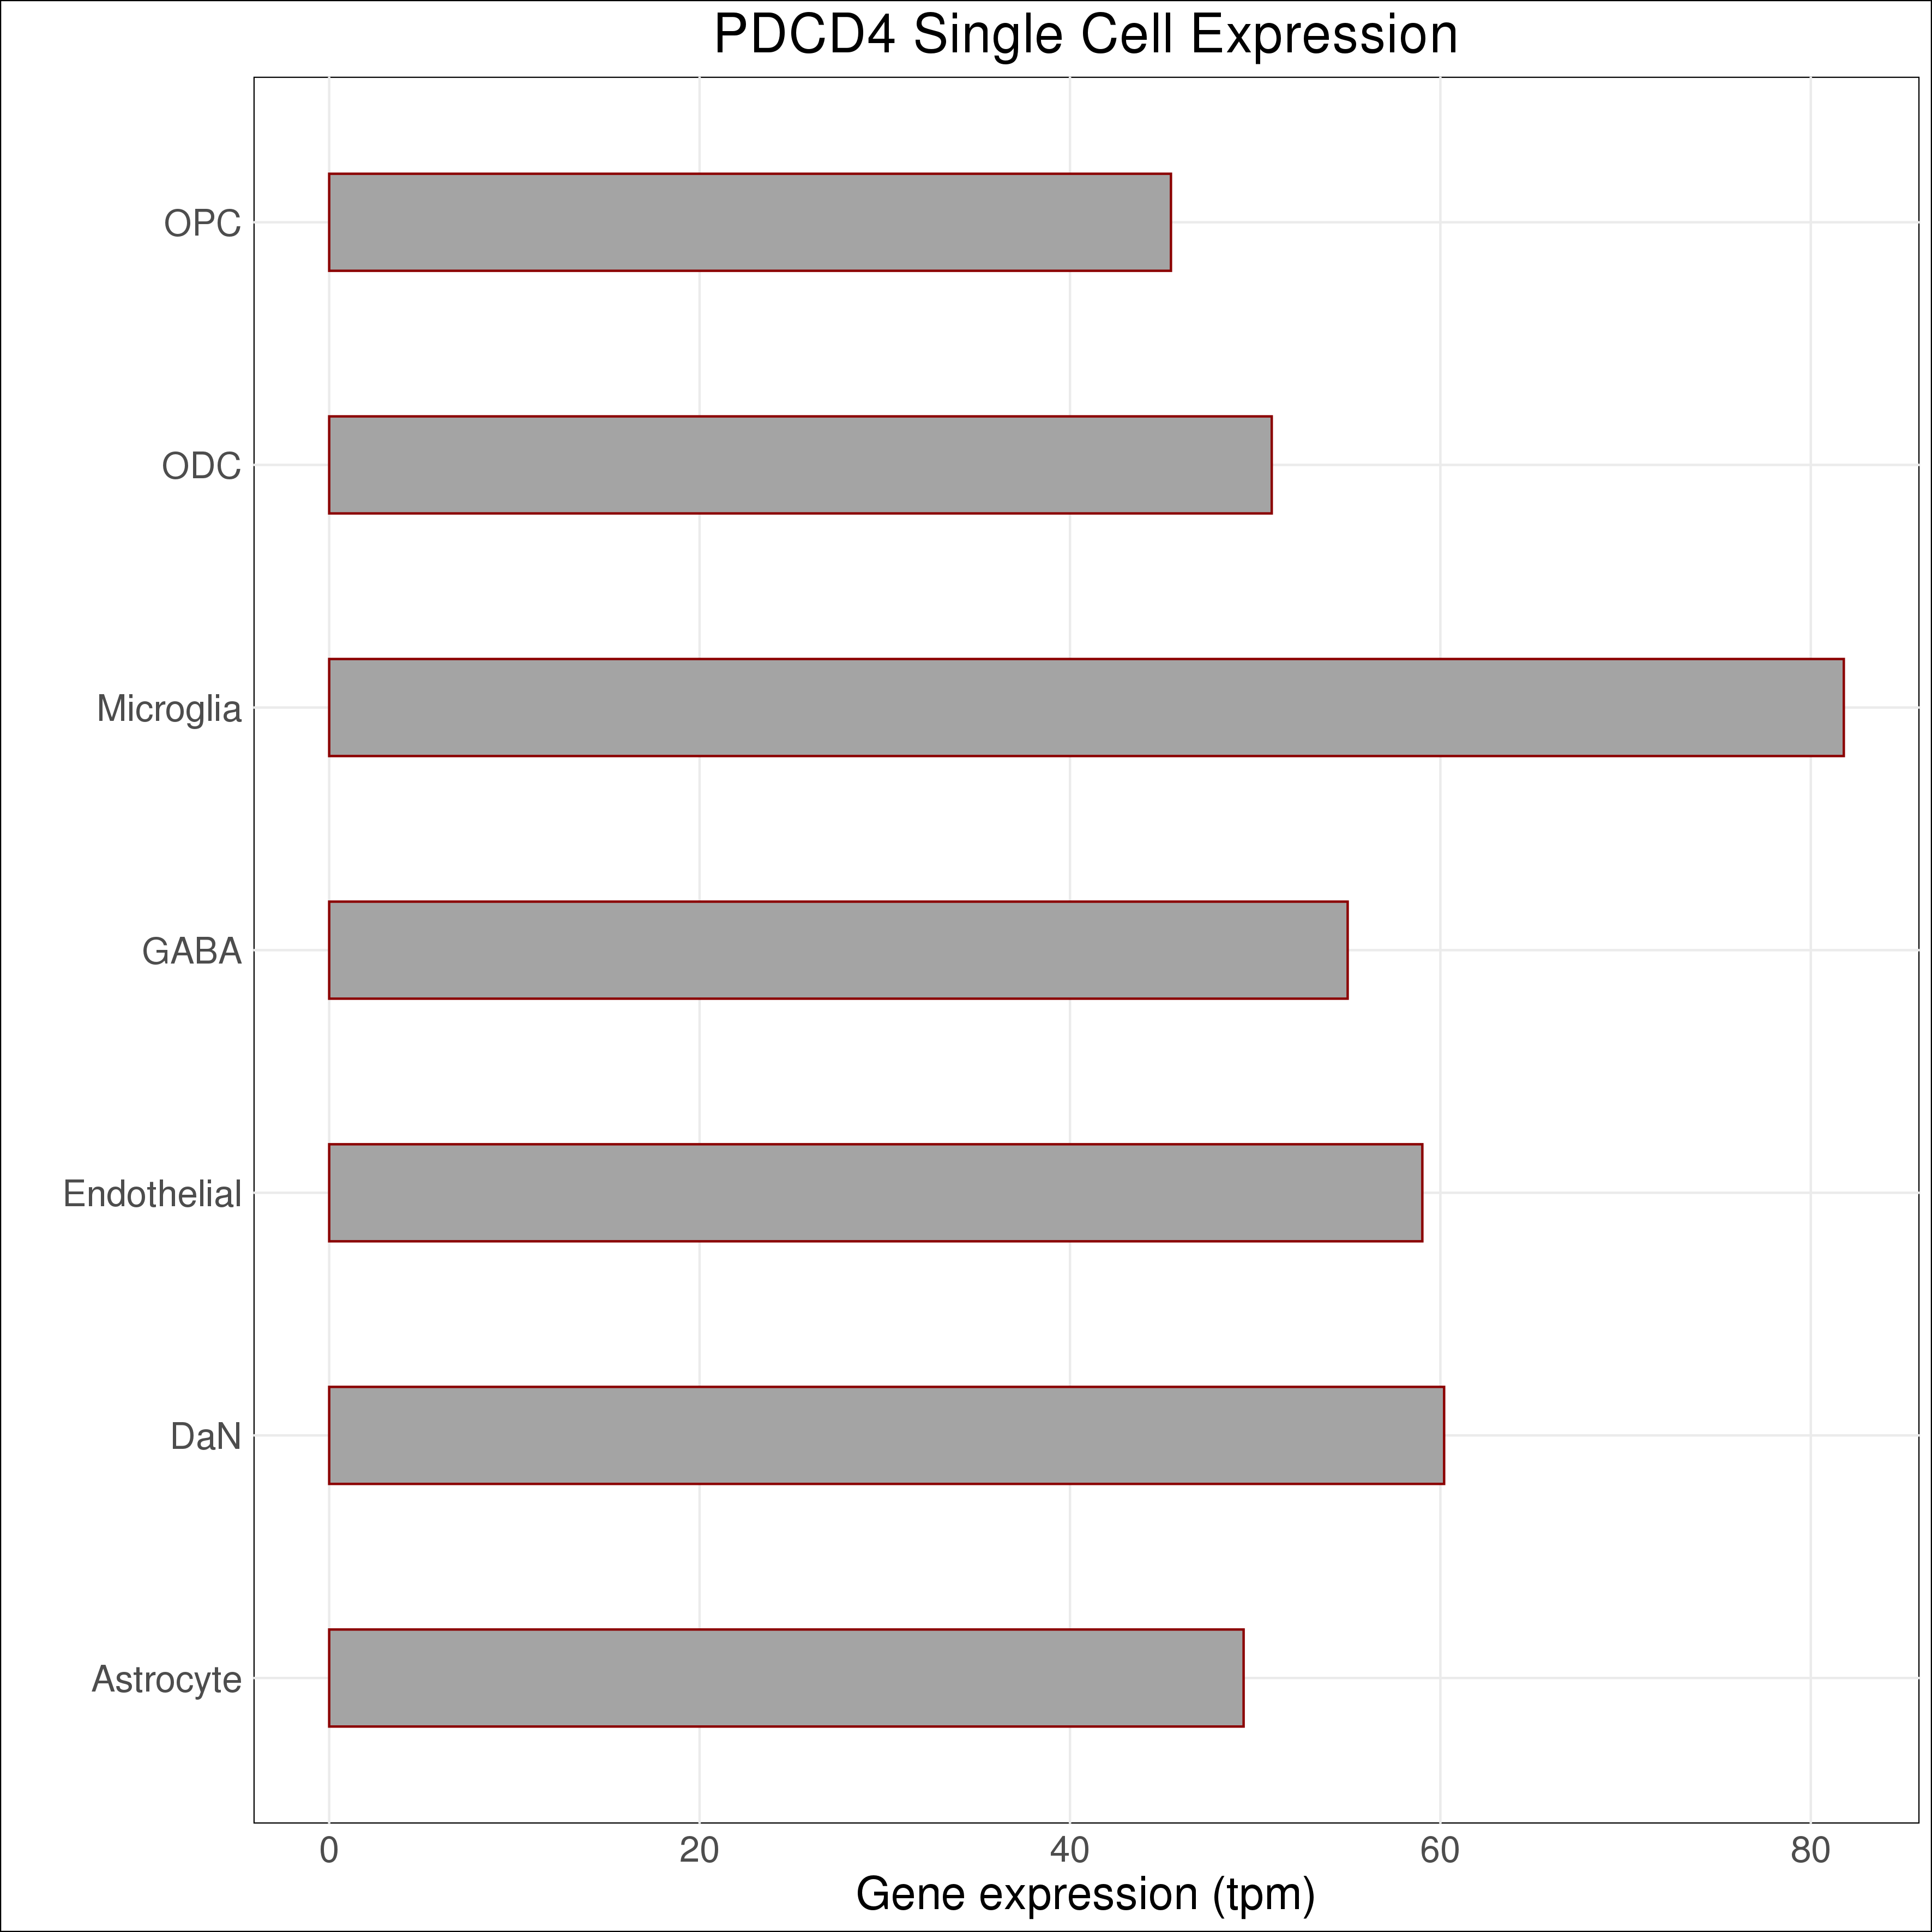 PDCD4 Single Cell Expression
OPC
ODC
Microglia
GABA
Endothelial
DaN
Astrocyte
0 20 40 60 80
Gene expression (tpm)